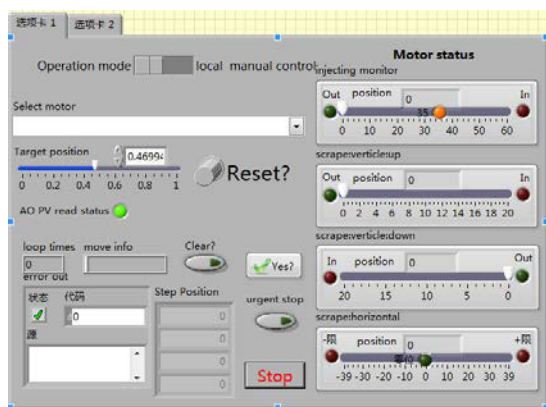 选项卡 1
选项卡 2
Operation mode
local manual control
Select motor
Target position
0.46994
0 0.2 0.4 0.6 0.8 1
Reset?
AO PV read status
loop times
move info
Clear?
0
Yes?
error out
状态
代码
0
源
Step Position
0
0
0
0
urgent stop
Stop
Motor status
injecting monitor
Out
position
0
In
35
0 10 20 30 40 50 60
scrape:verticle:up
Out
position
0
In
0 2 4 6 8 10 12 14 16 18 20
scrape:verticle:down
In
position
0
Out
20 15 10 5 0
scrape:horizontal
-限
position
0
+限
零位
-39 -30 -20 -10 0 10 20 30 39